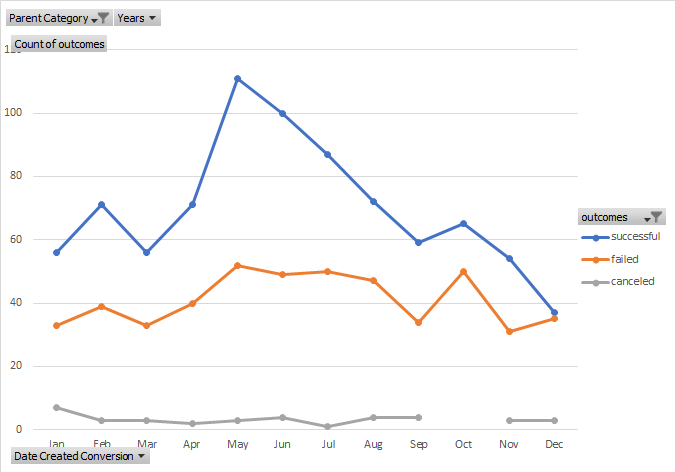 Parent Category Years
Count of outcomes
120
100
80
60
40
20
0
Jan Feb Mar Apr May Jun Jul Aug Sep Oct Nov Dec
Date Created Conversion
outcomes
successful
failed
canceled